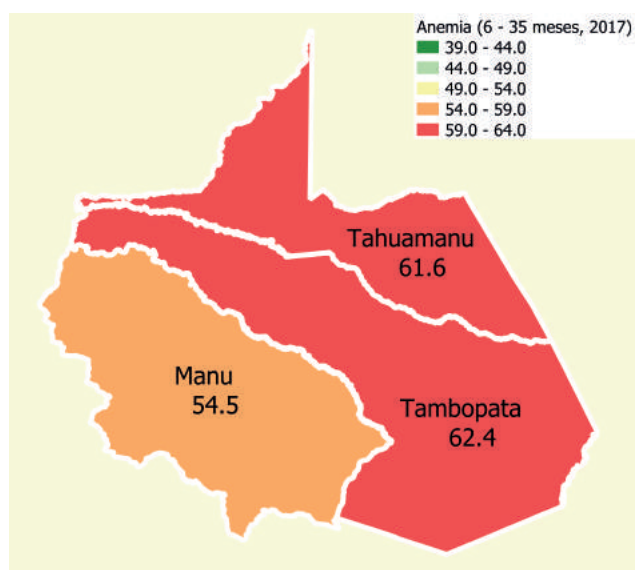 Anemia (6 - 35 meses, 2017)
39.0 - 44.0
44.0 - 49.0
49.0 - 54.0
54.0 - 59.0
59.0 - 64.0
Tahuamanu
61.6
Manu
54.5
Tambopata
62.4